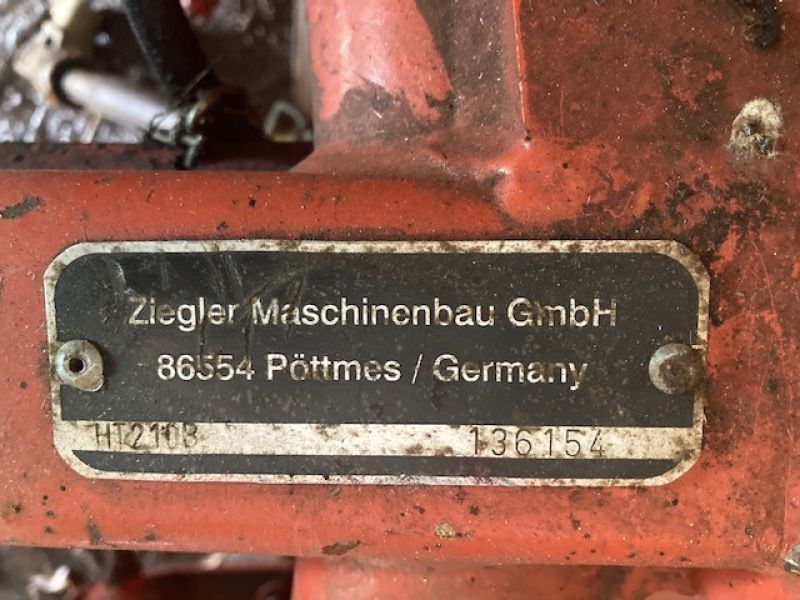 Ziegler Maschinenbau GmbH
86554 Pöttmes / Germany
HT210B 136154